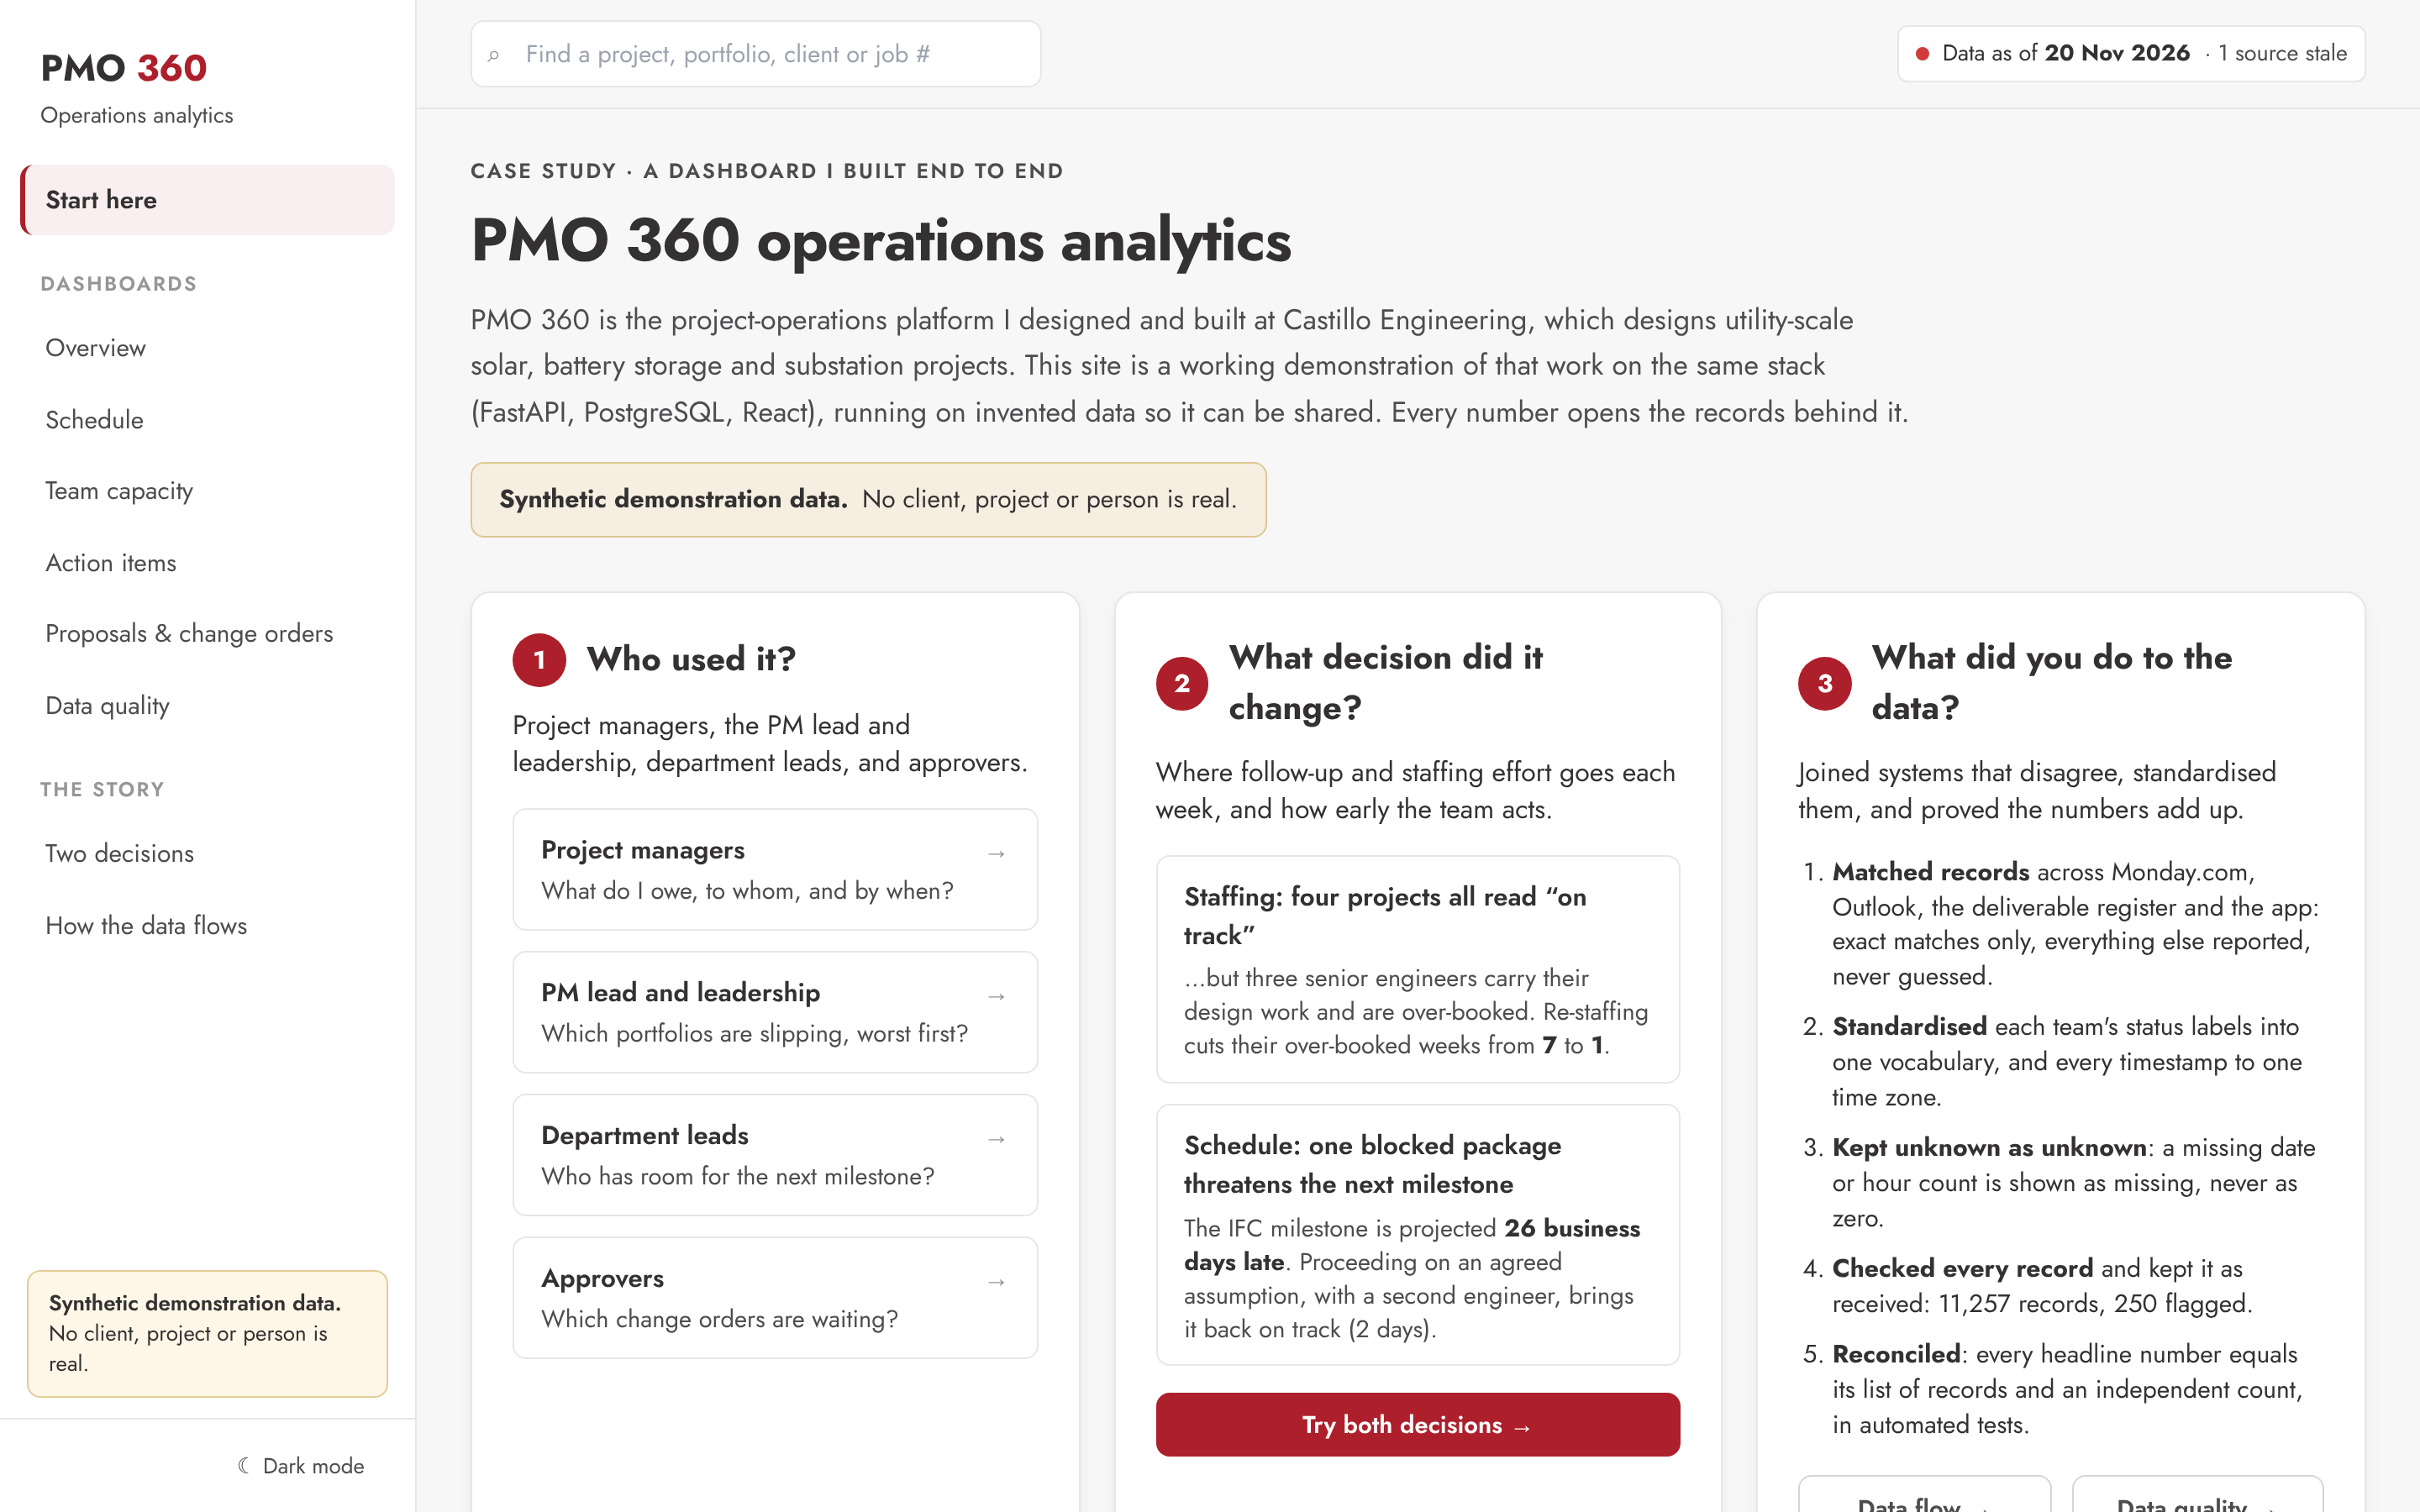 PMO 360
Operations analytics
Start here
DASHBOARDS
Overview
Schedule
Team capacity
Action items
Proposals & change orders
Data quality
THE STORY
Two decisions
How the data flows
Synthetic demonstration data.
No client, project or person is
real.
Dark mode
Find a project, portfolio, client or job #
Data as of 20 Nov 2026 · 1 source stale
CASE STUDY · A DASHBOARD I BUILT END TO END
PMO 360 operations analytics
PMO 360 is the project-operations platform I designed and built at Castillo Engineering, which designs utility-scale
solar, battery storage and substation projects. This site is a working demonstration of that work on the same stack
(FastAPI, PostgreSQL, React), running on invented data so it can be shared. Every number opens the records behind it.
Synthetic demonstration data. No client, project or person is real.
1 Who used it?
Project managers, the PM lead and
leadership, department leads, and approvers.
Project managers →
What do I owe, to whom, and by when?
PM lead and leadership →
Which portfolios are slipping, worst first?
Department leads →
Who has room for the next milestone?
Approvers →
Which change orders are waiting?
2 What decision did it
change?
Where follow-up and staffing effort goes each
week, and how early the team acts.
Staffing: four projects all read “on
track”
…but three senior engineers carry their
design work and are over-booked. Re-staffing
cuts their over-booked weeks from 7 to 1.
Schedule: one blocked package
threatens the next milestone
The IFC milestone is projected 26 business
days late. Proceeding on an agreed
assumption, with a second engineer, brings
it back on track (2 days).
Try both decisions →
3 What did you do to the
data?
Joined systems that disagree, standardised
them, and proved the numbers add up.
1. Matched records across Monday.com,
Outlook, the deliverable register and the app:
exact matches only, everything else reported,
never guessed.
2. Standardised each team's status labels into
one vocabulary, and every timestamp to one
time zone.
3. Kept unknown as unknown: a missing date
or hour count is shown as missing, never as
zero.
4. Checked every record and kept it as
received: 11,257 records, 250 flagged.
5. Reconciled: every headline number equals
its list of records and an independent count,
in automated tests.
Data flow →
Data quality →